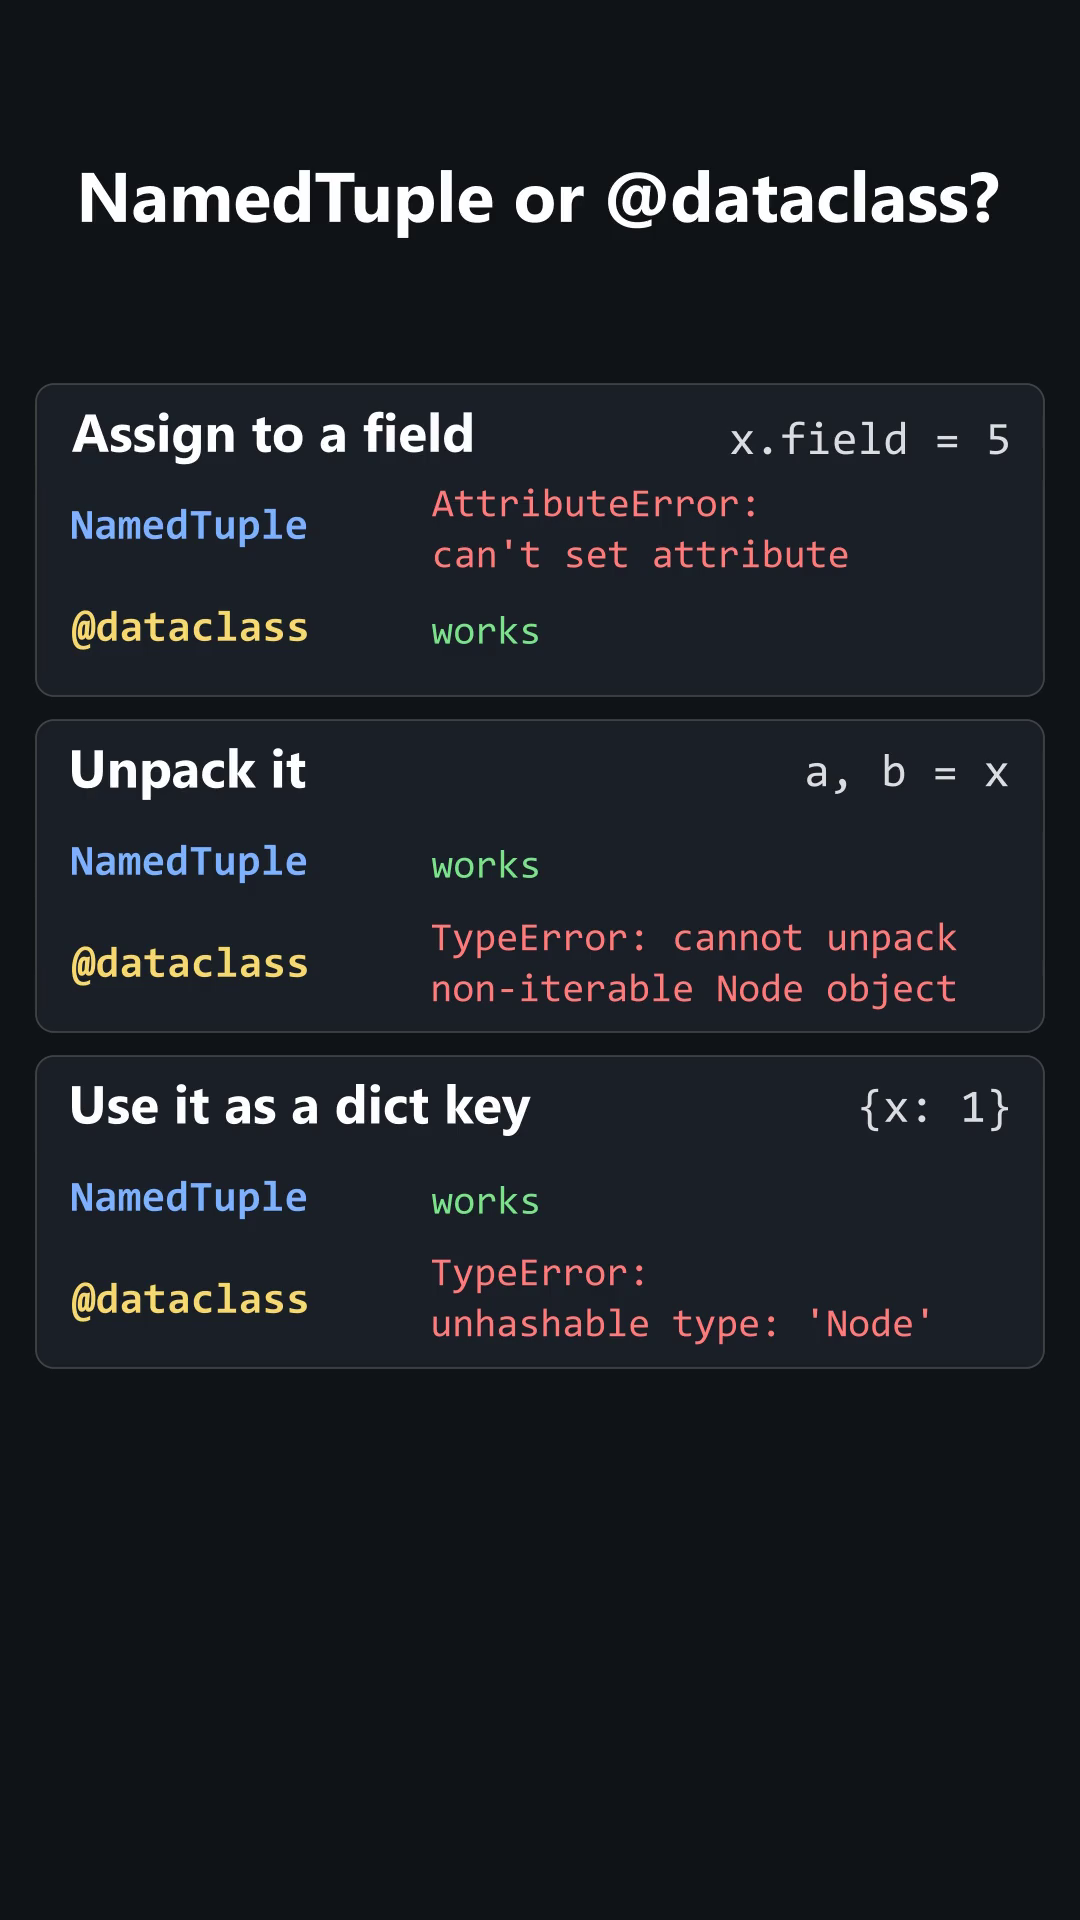 NamedTuple or @dataclass?
Assign to a field x.field = 5
NamedTuple AttributeError:
can't set attribute
@dataclass works
Unpack it a, b = x
NamedTuple works
@dataclass TypeError: cannot unpack
non-iterable Node object
Use it as a dict key {x: 1}
NamedTuple works
@dataclass TypeError:
unhashable type: 'Node'